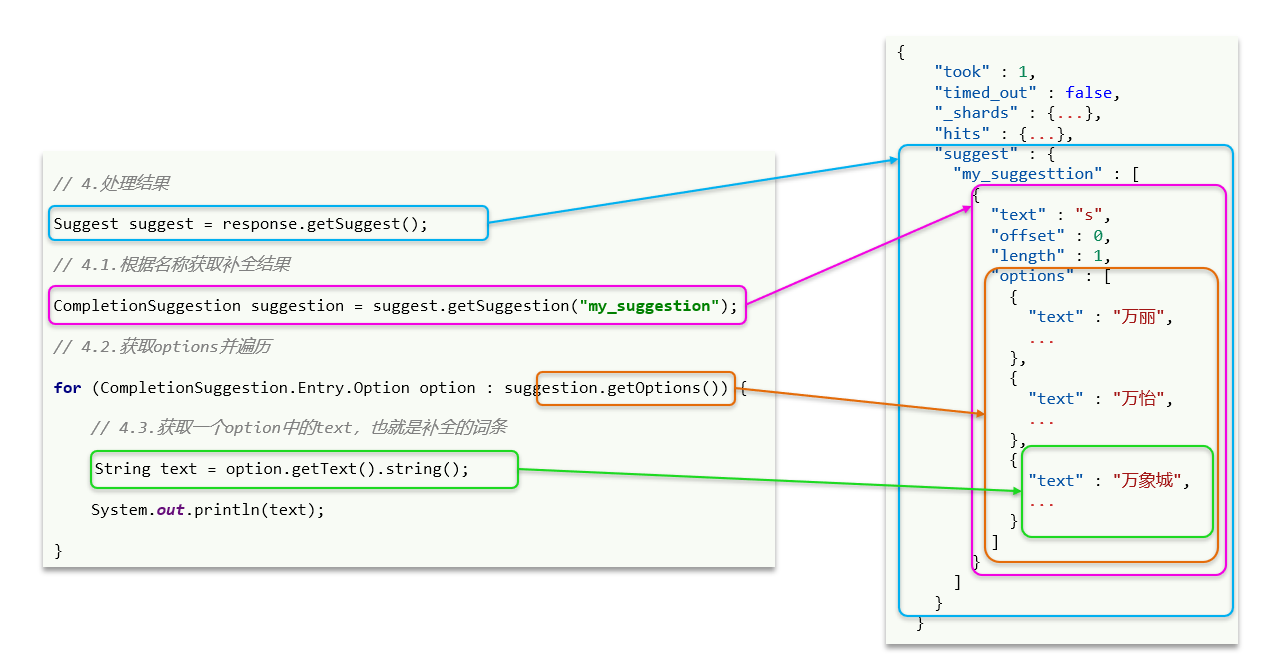 // 4.处理结果
Suggest suggest = response.getSuggest();
// 4.1.根据名称获取补全结果
CompletionSuggestion suggestion = suggest.getSuggestion("my_suggestion");
// 4.2.获取options并遍历
for (CompletionSuggestion.Entry.Option option : suggestion.getOptions()) {
// 4.3.获取一个option中的text，也就是补全的词条
String text = option.getText().string();
System.out.println(text);
}
{
"took" : 1,
"timed_out" : false,
"_shards" : {...},
"hits" : {...},
"suggest" : {
"my_suggesttion" : [
{
"text" : "s",
"offset" : 0,
"length" : 1,
"options" : [
{
"text" : "万丽",
...
},
{
"text" : "万怡",
...
},
{
"text" : "万象城",
...
}
]
}
]
}
}